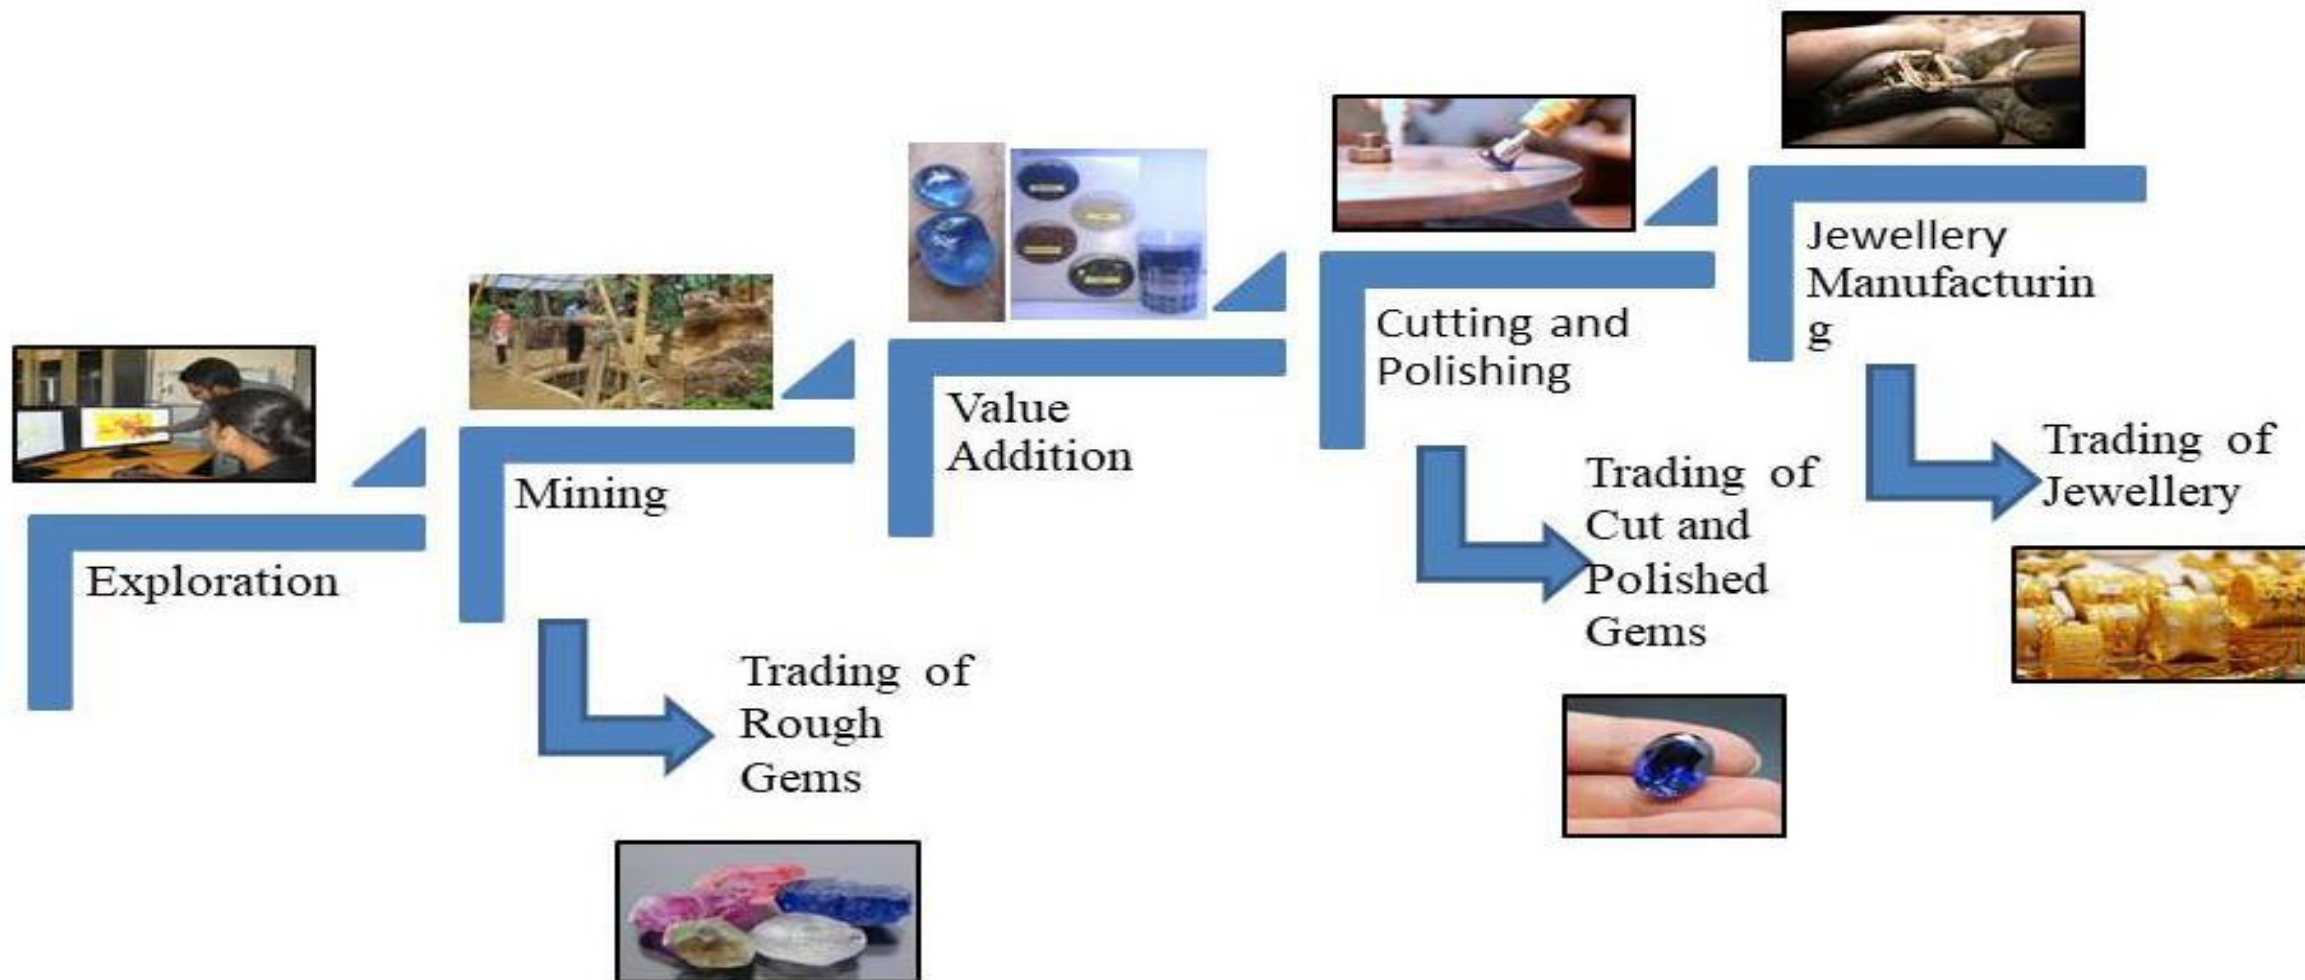 Exploration
Mining
Trading of
Rough
Gems
Value
Addition
Cutting and
Polishing
Trading of
Cut and
Polished
Gems
Jewellery
Manufacturin
g
Trading of
Jewellery